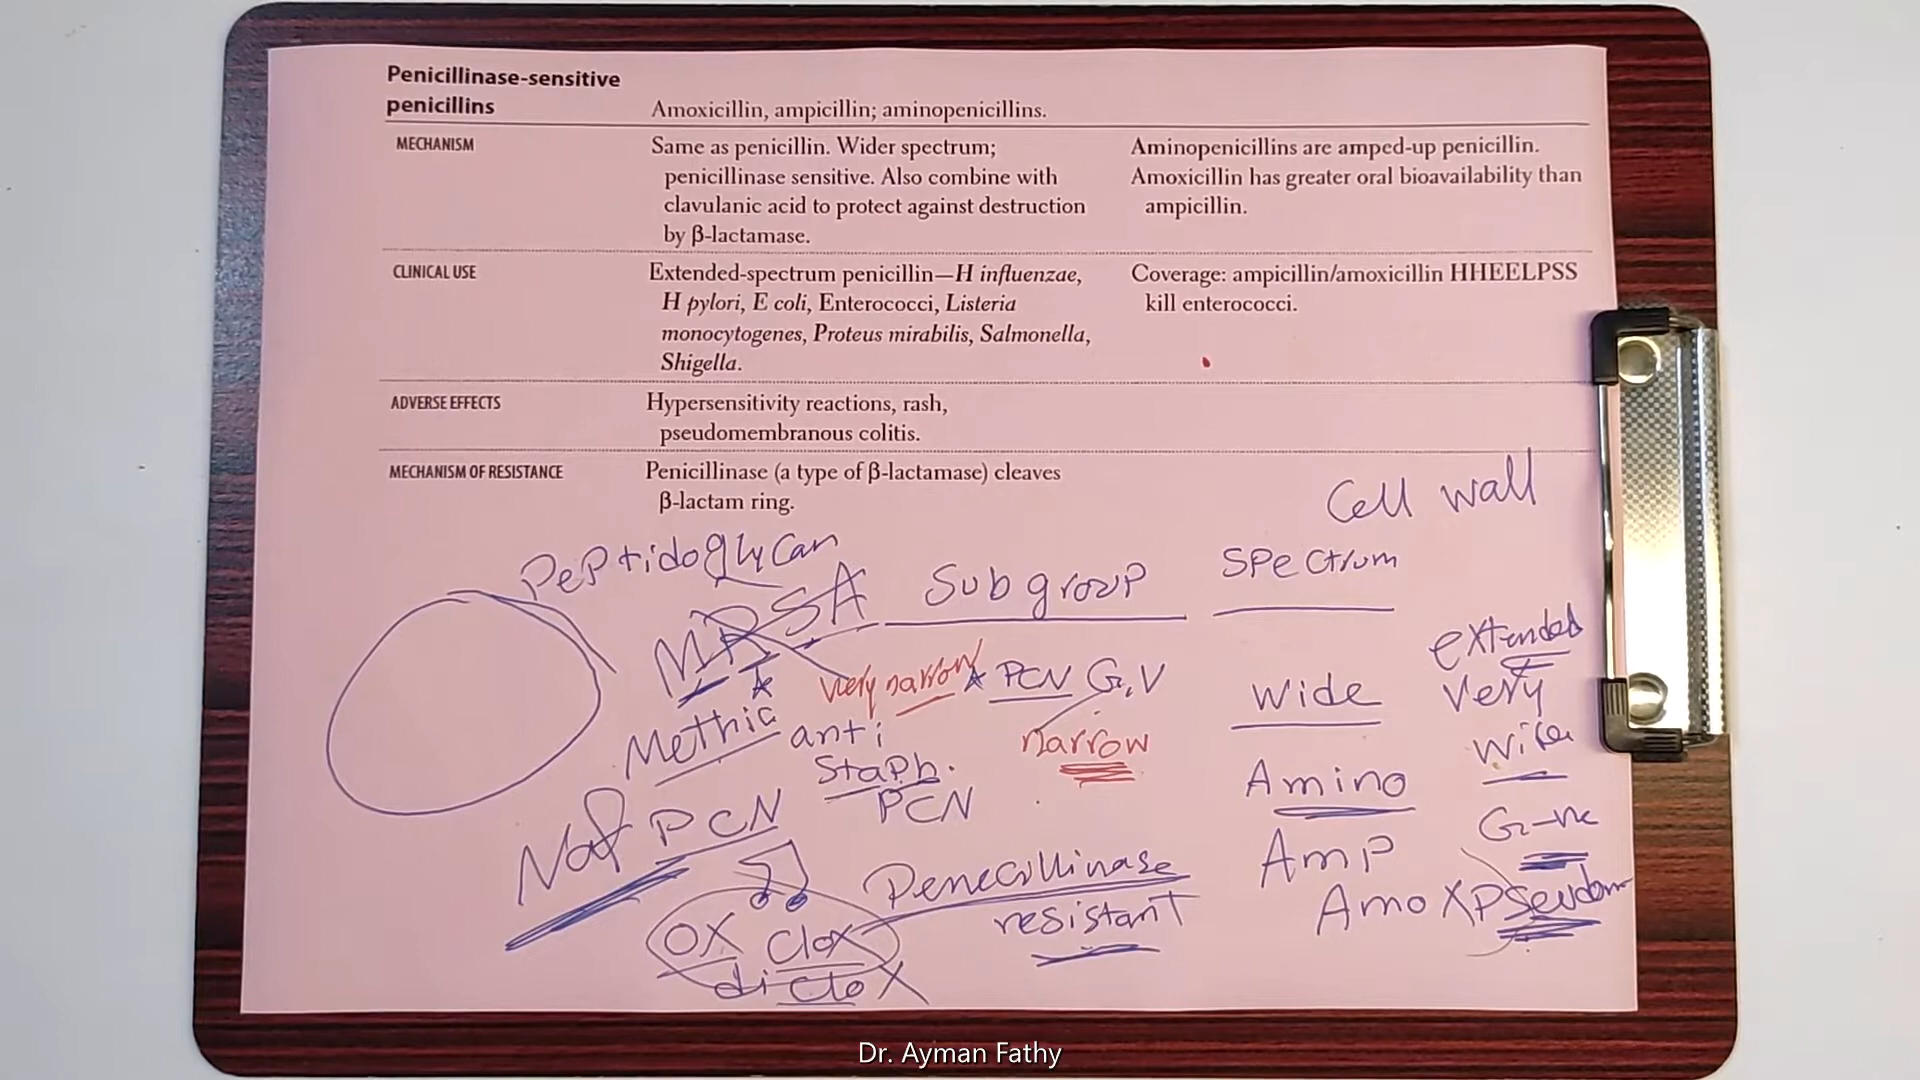 Penicillinase-sensitive
penicillins
Amoxicillin, ampicillin; aminopenicillins.
MECHANISM
Same as penicillin. Wider spectrum;
penicillinase sensitive. Also combine with
clavulanic acid to protect against destruction
by β-lactamase.
Aminopenicillins are amped-up penicillin.
Amoxicillin has greater oral bioavailability than
ampicillin.
CLINICAL USE
Extended-spectrum penicillin—H influenzae,
H pylori, E coli, Enterococci, Listeria
monocytogenes, Proteus mirabilis, Salmonella,
Shigella.
Coverage: ampicillin/amoxicillin HHEELPSS
kill enterococci.
ADVERSE EFFECTS
Hypersensitivity reactions, rash,
pseudomembranous colitis.
MECHANISM OF RESISTANCE
Penicillinase (a type of β-lactamase) cleaves
β-lactam ring.
Cell wall
Peptidoglycan
MRSA
Subgroup
Spectrum
very narrow
PCN G,V
narrow
Wide
extended
very
Methic
anti
Staph.
PCN
Amino
Naf PCN
Amp
Amox
G-ve
Pseudom
Penecillinase
resistant
OX Clox
diclox
Dr. Ayman Fathy